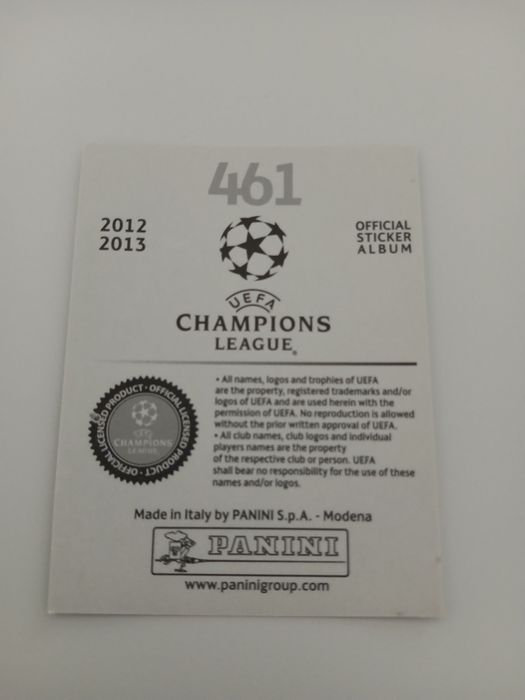 461
2012
2013
OFFICIAL
STICKER
ALBUM
UEFA
CHAMPIONS
LEAGUE®
• All names, logos and trophies of UEFA
are the property, registered trademarks and/or
logos of UEFA and are used herein with the
permission of UEFA. No reproduction is allowed
without the prior written approval of UEFA.
• All club names, club logos and individual
players names are the property
of the respective club or person. UEFA
shall bear no responsibility for the use of these
names and/or logos.
OFFICIAL LICENSED PRODUCT • OFFICIAL LICENSED PRODUCT •
UEFA
CHAMPIONS
LEAGUE
Made in Italy by PANINI S.p.A. - Modena
PANINI
www.paninigroup.com